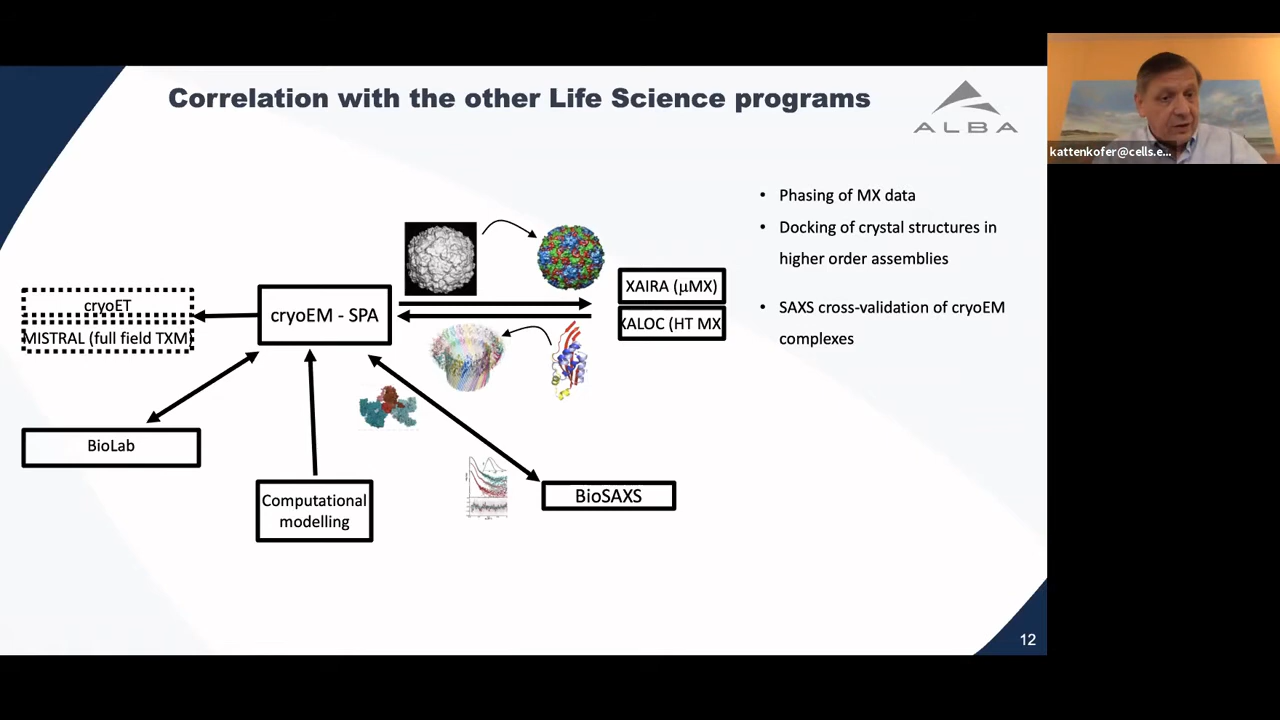 Correlation with the other Life Science programs
ALBA
kattenkofer@cells.e...
• Phasing of MX data
• Docking of crystal structures in
higher order assemblies
• SAXS cross-validation of cryoEM
complexes
cryoET
MISTRAL (full field TXM)
cryoEM - SPA
XAIRA (μMX)
XALOC (HT MX)
BioLab
Computational
modelling
BioSAXS
12